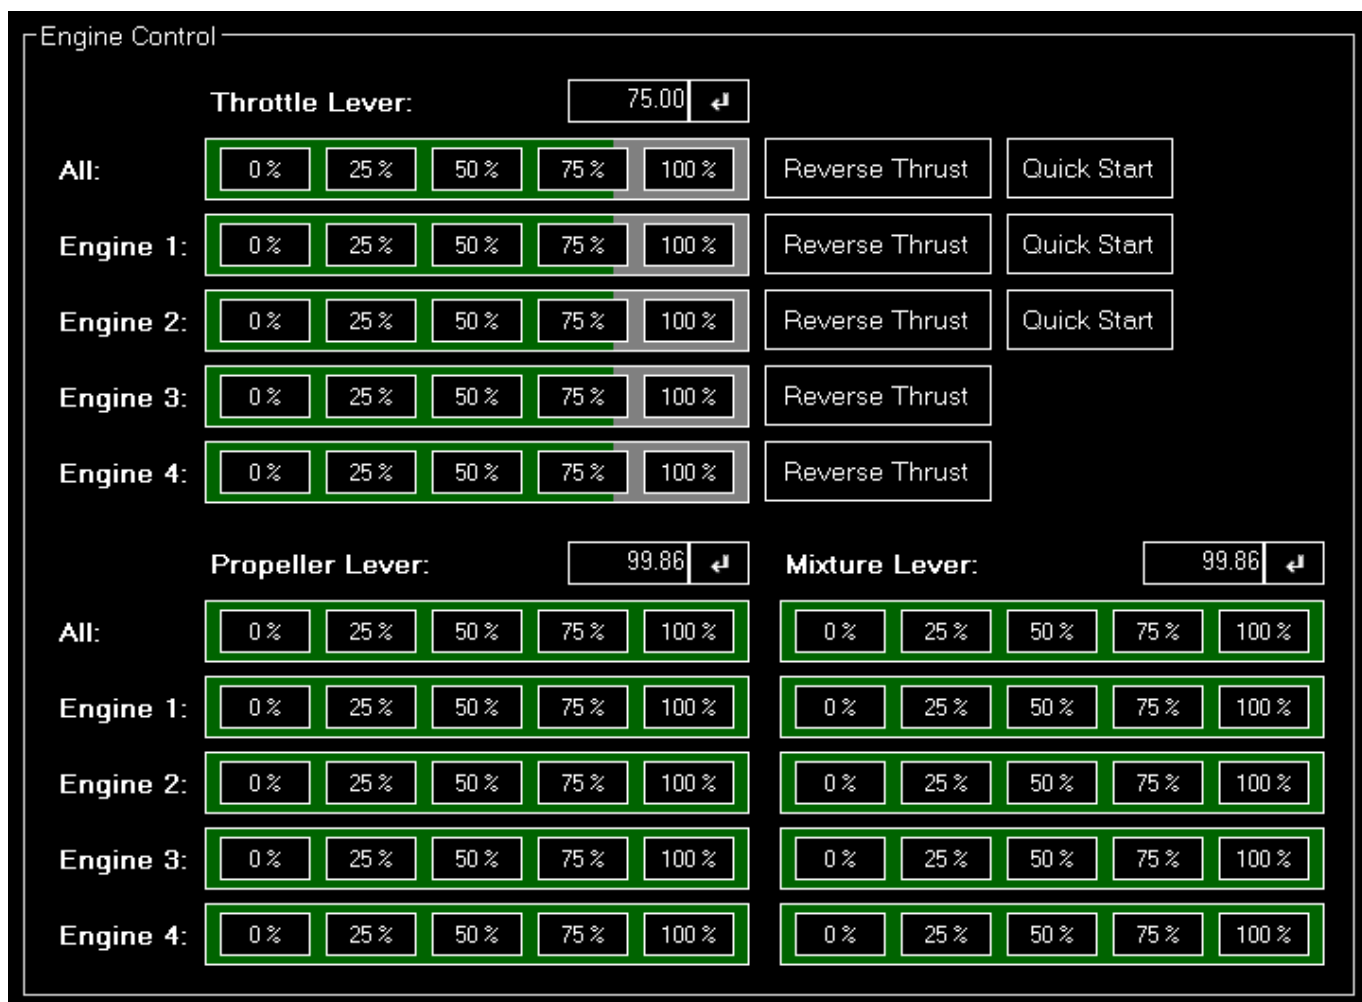 Engine Control
Throttle Lever: 75.00
All: 0 % 25 % 50 % 75 % 100 % Reverse Thrust Quick Start
Engine 1: 0 % 25 % 50 % 75 % 100 % Reverse Thrust Quick Start
Engine 2: 0 % 25 % 50 % 75 % 100 % Reverse Thrust Quick Start
Engine 3: 0 % 25 % 50 % 75 % 100 % Reverse Thrust
Engine 4: 0 % 25 % 50 % 75 % 100 % Reverse Thrust
Propeller Lever: 99.86 Mixture Lever: 99.86
All: 0 % 25 % 50 % 75 % 100 % 0 % 25 % 50 % 75 % 100 %
Engine 1: 0 % 25 % 50 % 75 % 100 % 0 % 25 % 50 % 75 % 100 %
Engine 2: 0 % 25 % 50 % 75 % 100 % 0 % 25 % 50 % 75 % 100 %
Engine 3: 0 % 25 % 50 % 75 % 100 % 0 % 25 % 50 % 75 % 100 %
Engine 4: 0 % 25 % 50 % 75 % 100 % 0 % 25 % 50 % 75 % 100 %